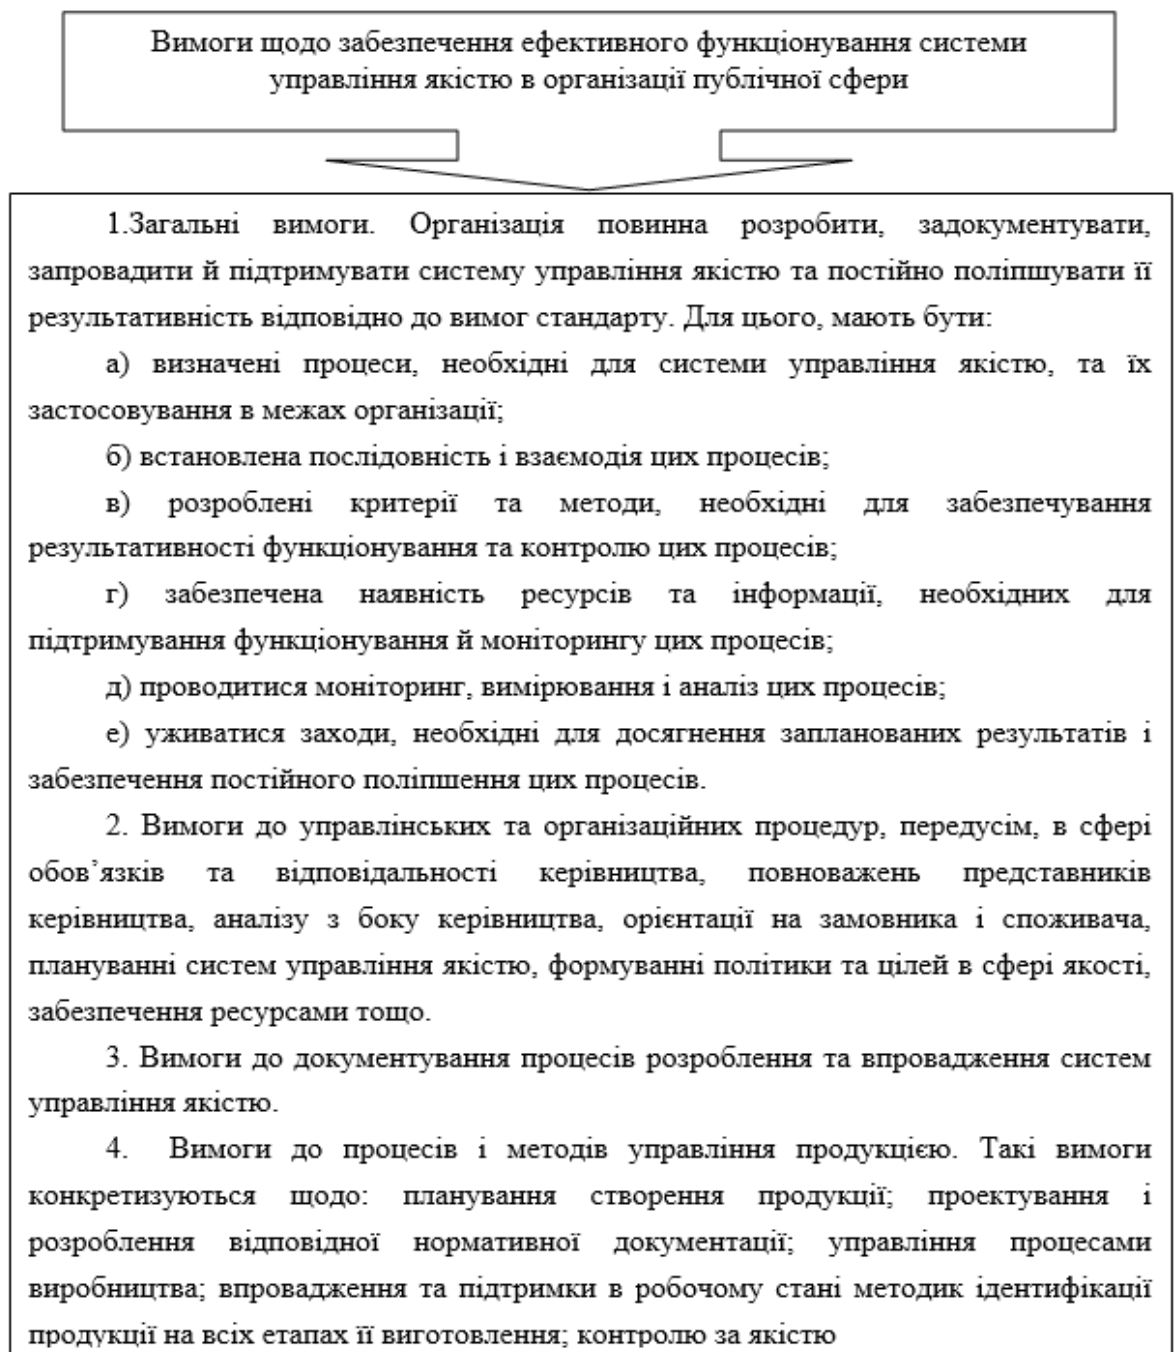 Вимоги щодо забезпечення ефективного функціонування системи
управління якістю в організації публічної сфери
1.Загальні вимоги. Організація повинна розробити, задокументувати,
запровадити й підтримувати систему управління якістю та постійно поліпшувати її
результативність відповідно до вимог стандарту. Для цього, мають бути:
а) визначені процеси, необхідні для системи управління якістю, та їх
застосовування в межах організації;
б) встановлена послідовність і взаємодія цих процесів;
в) розроблені критерії та методи, необхідні для забезпечування
результативності функціонування та контролю цих процесів;
г) забезпечена наявність ресурсів та інформації, необхідних для
підтримування функціонування й моніторингу цих процесів;
д) проводитися моніторинг, вимірювання і аналіз цих процесів;
е) уживатися заходи, необхідні для досягнення запланованих результатів і
забезпечення постійного поліпшення цих процесів.
2. Вимоги до управлінських та організаційних процедур, передусім, в сфері
обов’язків та відповідальності керівництва, повноважень представників
керівництва, аналізу з боку керівництва, орієнтації на замовника і споживача,
плануванні систем управління якістю, формуванні політики та цілей в сфері якості,
забезпечення ресурсами тощо.
3. Вимоги до документування процесів розроблення та впровадження систем
управління якістю.
4. Вимоги до процесів і методів управління продукцією. Такі вимоги
конкретизуються щодо: планування створення продукції; проектування і
розроблення відповідної нормативної документації; управління процесами
виробництва; впровадження та підтримки в робочому стані методик ідентифікації
продукції на всіх етапах її виготовлення; контролю за якістю